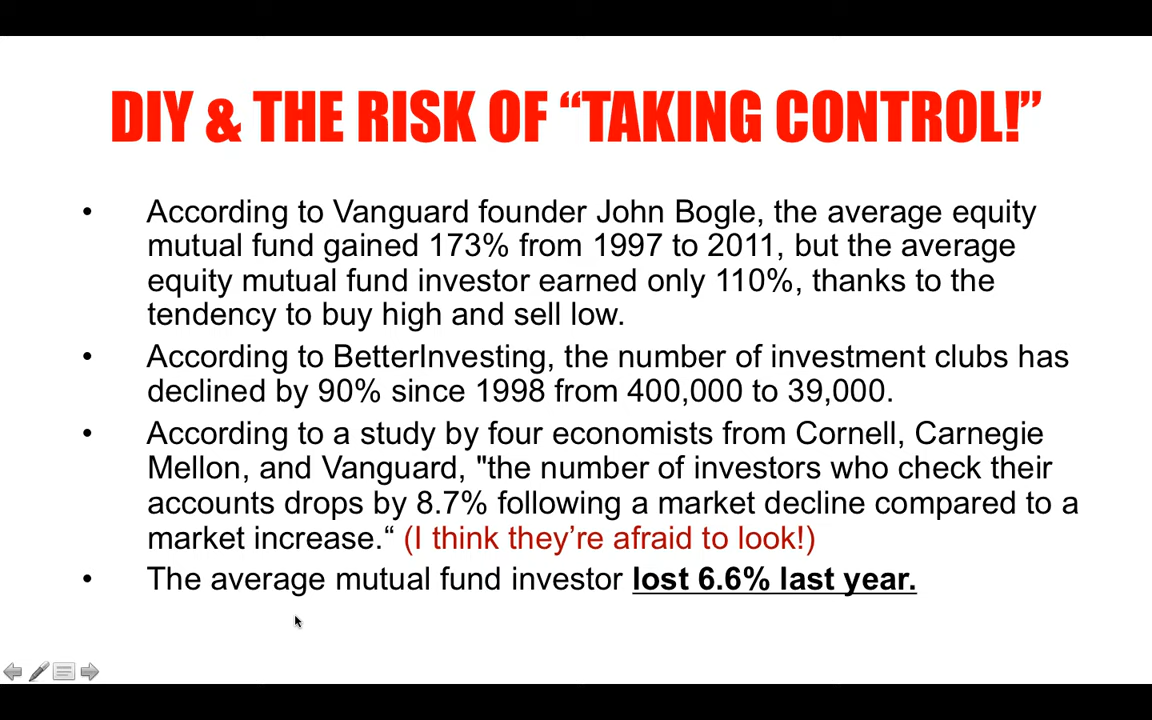 DIY & THE RISK OF “TAKING CONTROL!”
• According to Vanguard founder John Bogle, the average equity
mutual fund gained 173% from 1997 to 2011, but the average
equity mutual fund investor earned only 110%, thanks to the
tendency to buy high and sell low.
• According to BetterInvesting, the number of investment clubs has
declined by 90% since 1998 from 400,000 to 39,000.
• According to a study by four economists from Cornell, Carnegie
Mellon, and Vanguard, "the number of investors who check their
accounts drops by 8.7% following a market decline compared to a
market increase.“ (I think they’re afraid to look!)
• The average mutual fund investor lost 6.6% last year.